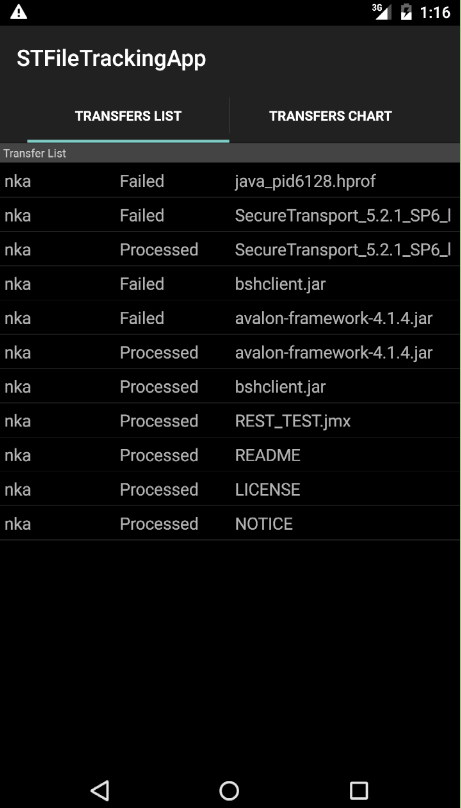 3G 1:16
STFileTrackingApp
TRANSFERS LIST TRANSFERS CHART
Transfer List
nka Failed java_pid6128.hprof
nka Failed SecureTransport_5.2.1_SP6_l
nka Processed SecureTransport_5.2.1_SP6_l
nka Failed bshclient.jar
nka Failed avalon-framework-4.1.4.jar
nka Processed avalon-framework-4.1.4.jar
nka Processed bshclient.jar
nka Processed REST_TEST.jmx
nka Processed README
nka Processed LICENSE
nka Processed NOTICE